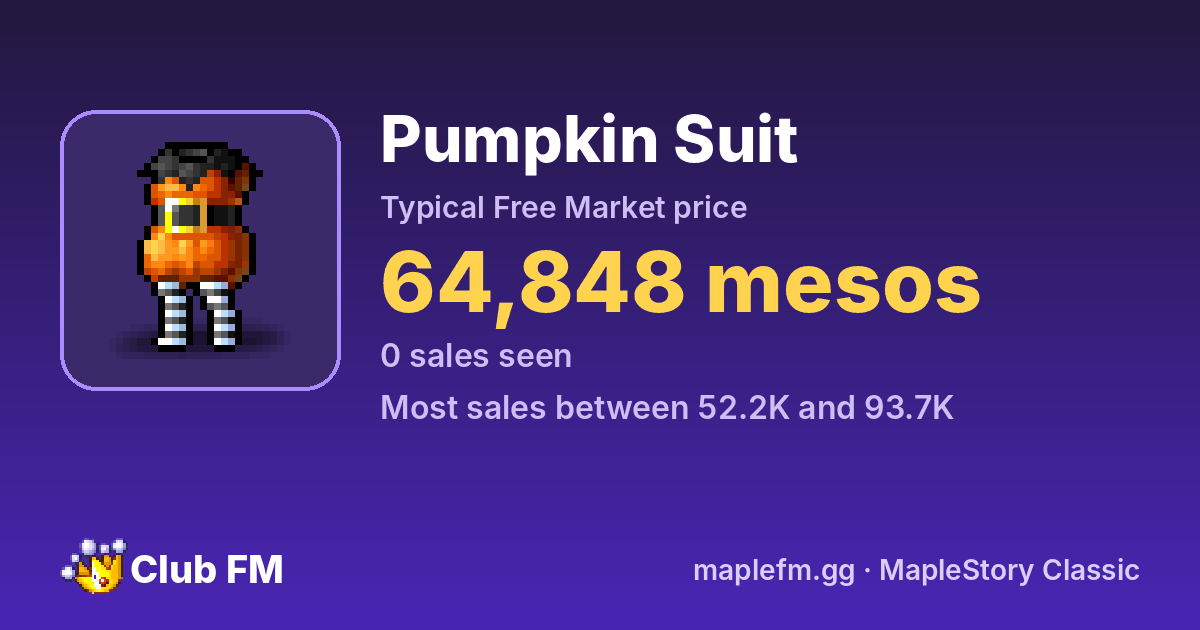 Pumpkin Suit
Typical Free Market price
64,848 mesos
0 sales seen
Most sales between 52.2K and 93.7K
Club FM
maplefm.gg · MapleStory Classic